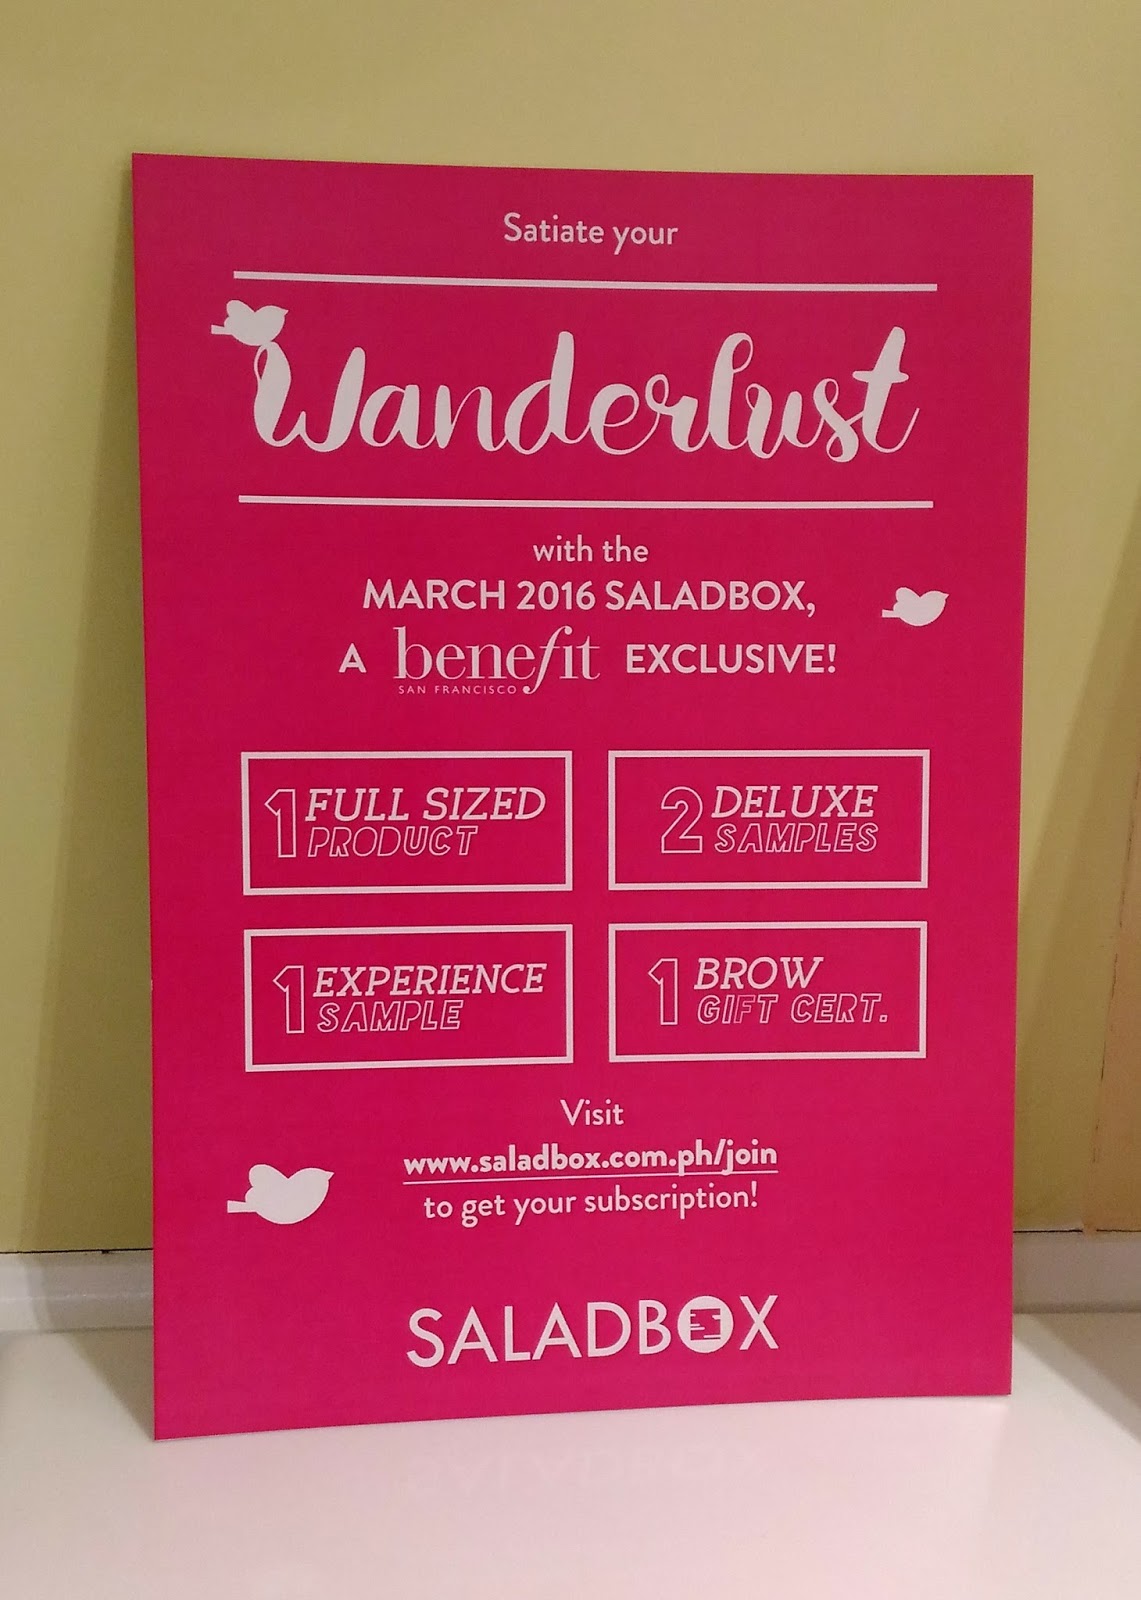 Satiate your
Wanderlust
with the
MARCH 2016 SALADBOX,
A benefit EXCLUSIVE!
SAN FRANCISCO
1 FULL SIZED
PRODUCT
2 DELUXE
SAMPLES
1 EXPERIENCE
SAMPLE
1 BROW
GIFT CERT.
Visit
www.saladbox.com.ph/join
to get your subscription!
SALADBOX